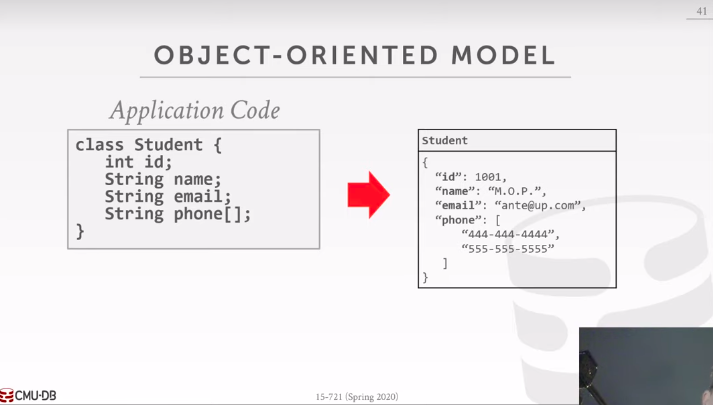 41
OBJECT-ORIENTED MODEL
Application Code
class Student {
int id;
String name;
String email;
String phone[];
}
Student
{
“id”: 1001,
“name”: “M.O.P.”,
“email”: “ante@up.com”,
“phone”: [
“444-444-4444”,
“555-555-5555”
]
}
CMU·DB
15-721 (Spring 2020)